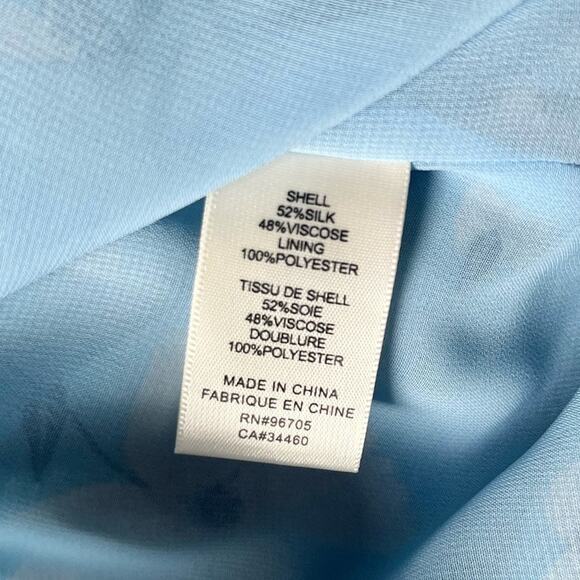 SHELL
52%SILK
48%VISCOSE
LINING
100%POLYESTER
TISSU DE SHELL
52%SOIE
48%VISCOSE
DOUBLURE
100%POLYESTER
MADE IN CHINA
FABRIQUE EN CHINE
RN#96705
CA#34460